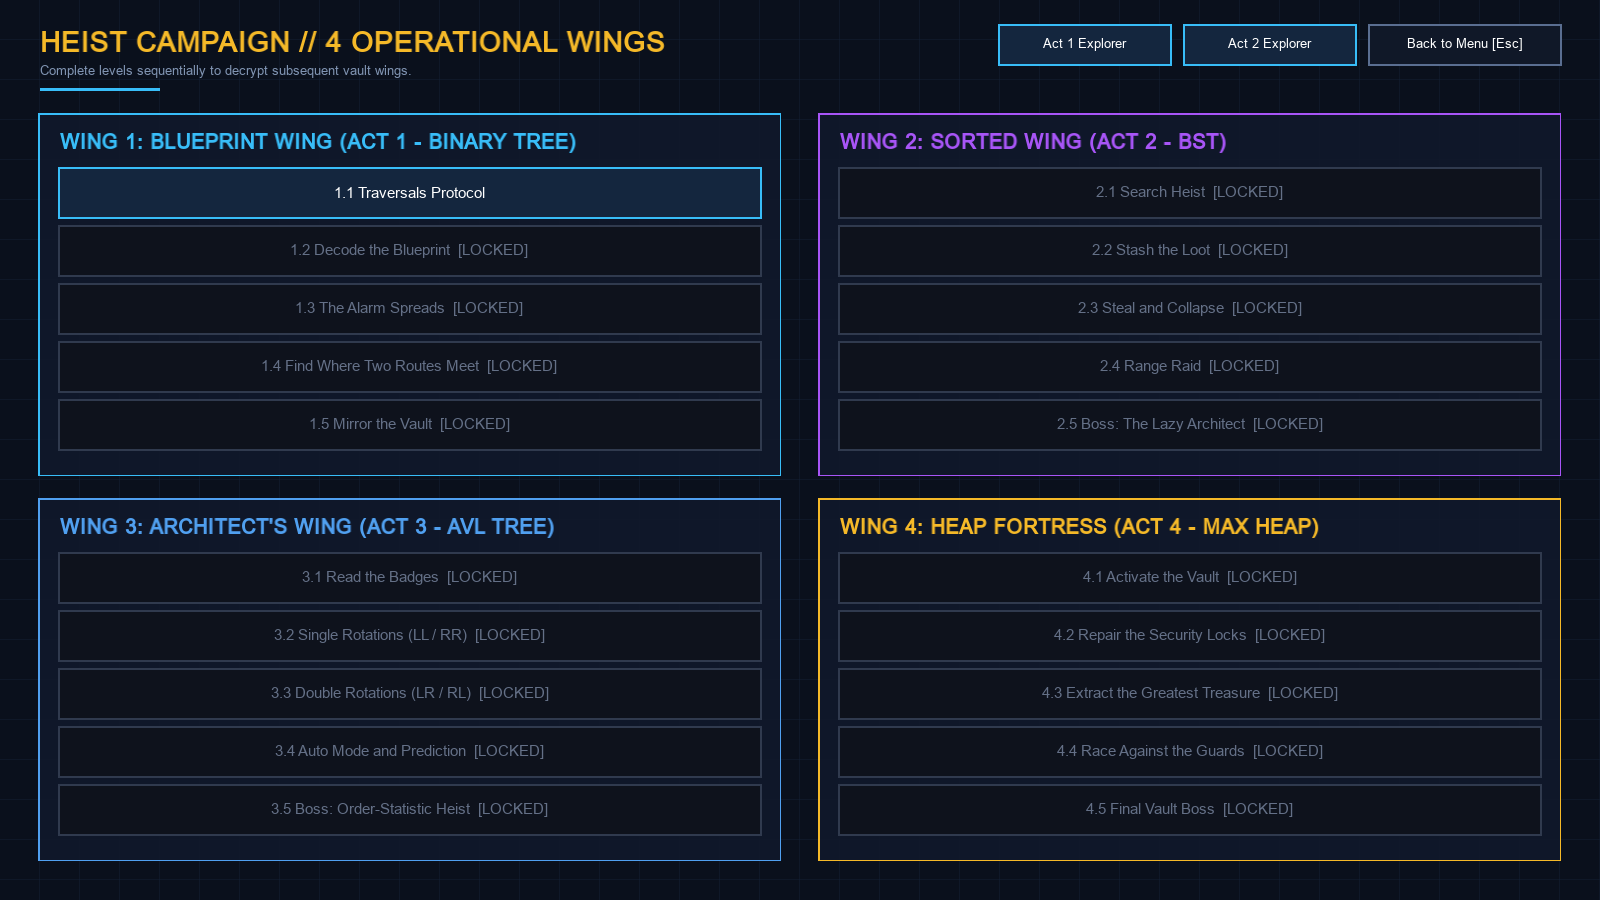 HEIST CAMPAIGN // 4 OPERATIONAL WINGS
Complete levels sequentially to decrypt subsequent vault wings.
Act 1 Explorer
Act 2 Explorer
Back to Menu [Esc]
WING 1: BLUEPRINT WING (ACT 1 - BINARY TREE)
1.1 Traversals Protocol
1.2 Decode the Blueprint [LOCKED]
1.3 The Alarm Spreads [LOCKED]
1.4 Find Where Two Routes Meet [LOCKED]
1.5 Mirror the Vault [LOCKED]
WING 2: SORTED WING (ACT 2 - BST)
2.1 Search Heist [LOCKED]
2.2 Stash the Loot [LOCKED]
2.3 Steal and Collapse [LOCKED]
2.4 Range Raid [LOCKED]
2.5 Boss: The Lazy Architect [LOCKED]
WING 3: ARCHITECT'S WING (ACT 3 - AVL TREE)
3.1 Read the Badges [LOCKED]
3.2 Single Rotations (LL / RR) [LOCKED]
3.3 Double Rotations (LR / RL) [LOCKED]
3.4 Auto Mode and Prediction [LOCKED]
3.5 Boss: Order-Statistic Heist [LOCKED]
WING 4: HEAP FORTRESS (ACT 4 - MAX HEAP)
4.1 Activate the Vault [LOCKED]
4.2 Repair the Security Locks [LOCKED]
4.3 Extract the Greatest Treasure [LOCKED]
4.4 Race Against the Guards [LOCKED]
4.5 Final Vault Boss [LOCKED]